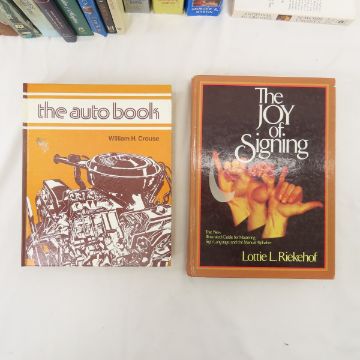 the auto book
William H. Crouse
The
JOY
of
Signing
The New
Illustrated Guide for Mastering
Sign Language and the Manual Alphabet
Lottie L. Riekehof